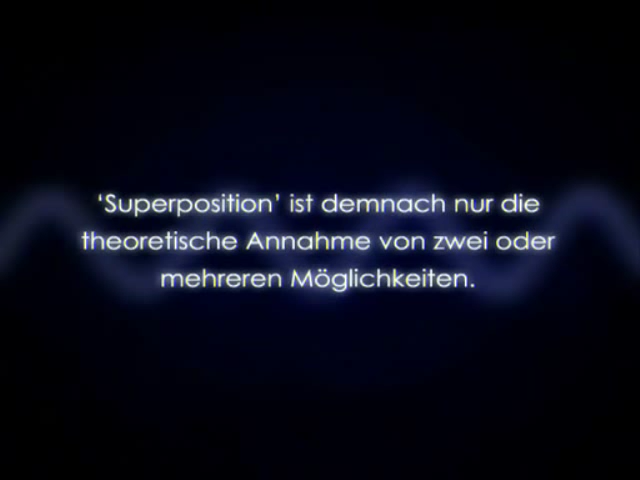 ‘Superposition’ ist demnach nur die
theoretische Annahme von zwei oder
mehreren Möglichkeiten.